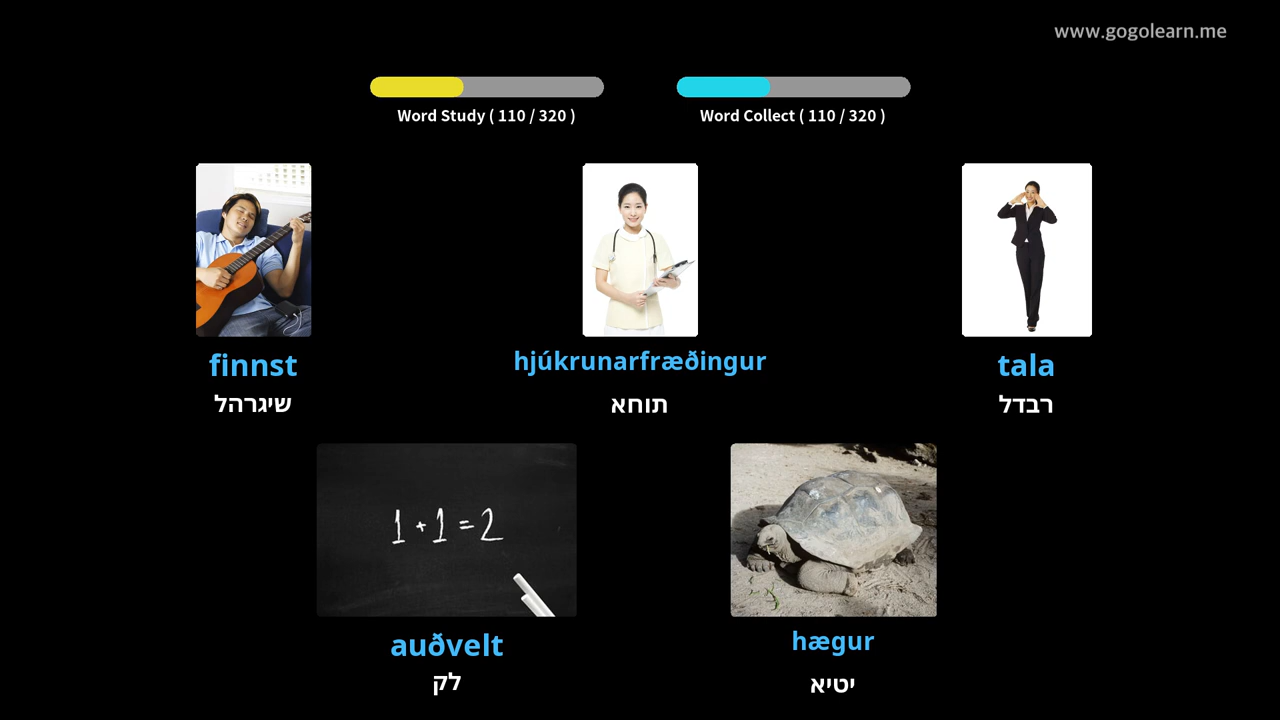 www.gogolearn.me
Word Study ( 110 / 320 )
Word Collect ( 110 / 320 )
finnst
שיגרהל
hjúkrunarfræðingur
תוחא
tala
רבדל
1 + 1 = 2
auðvelt
לק
hægur
יטיא